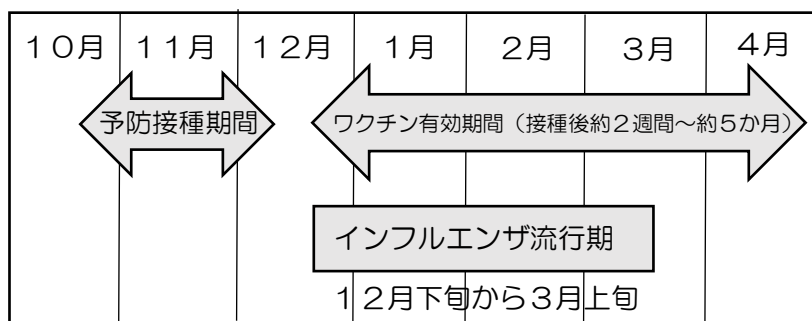 10月 11月 12月 1月 2月 3月 4月
予防接種期間 ワクチン有効期間（接種後約2週間～約5か月）
インフルエンザ流行期
12月下旬から3月上旬